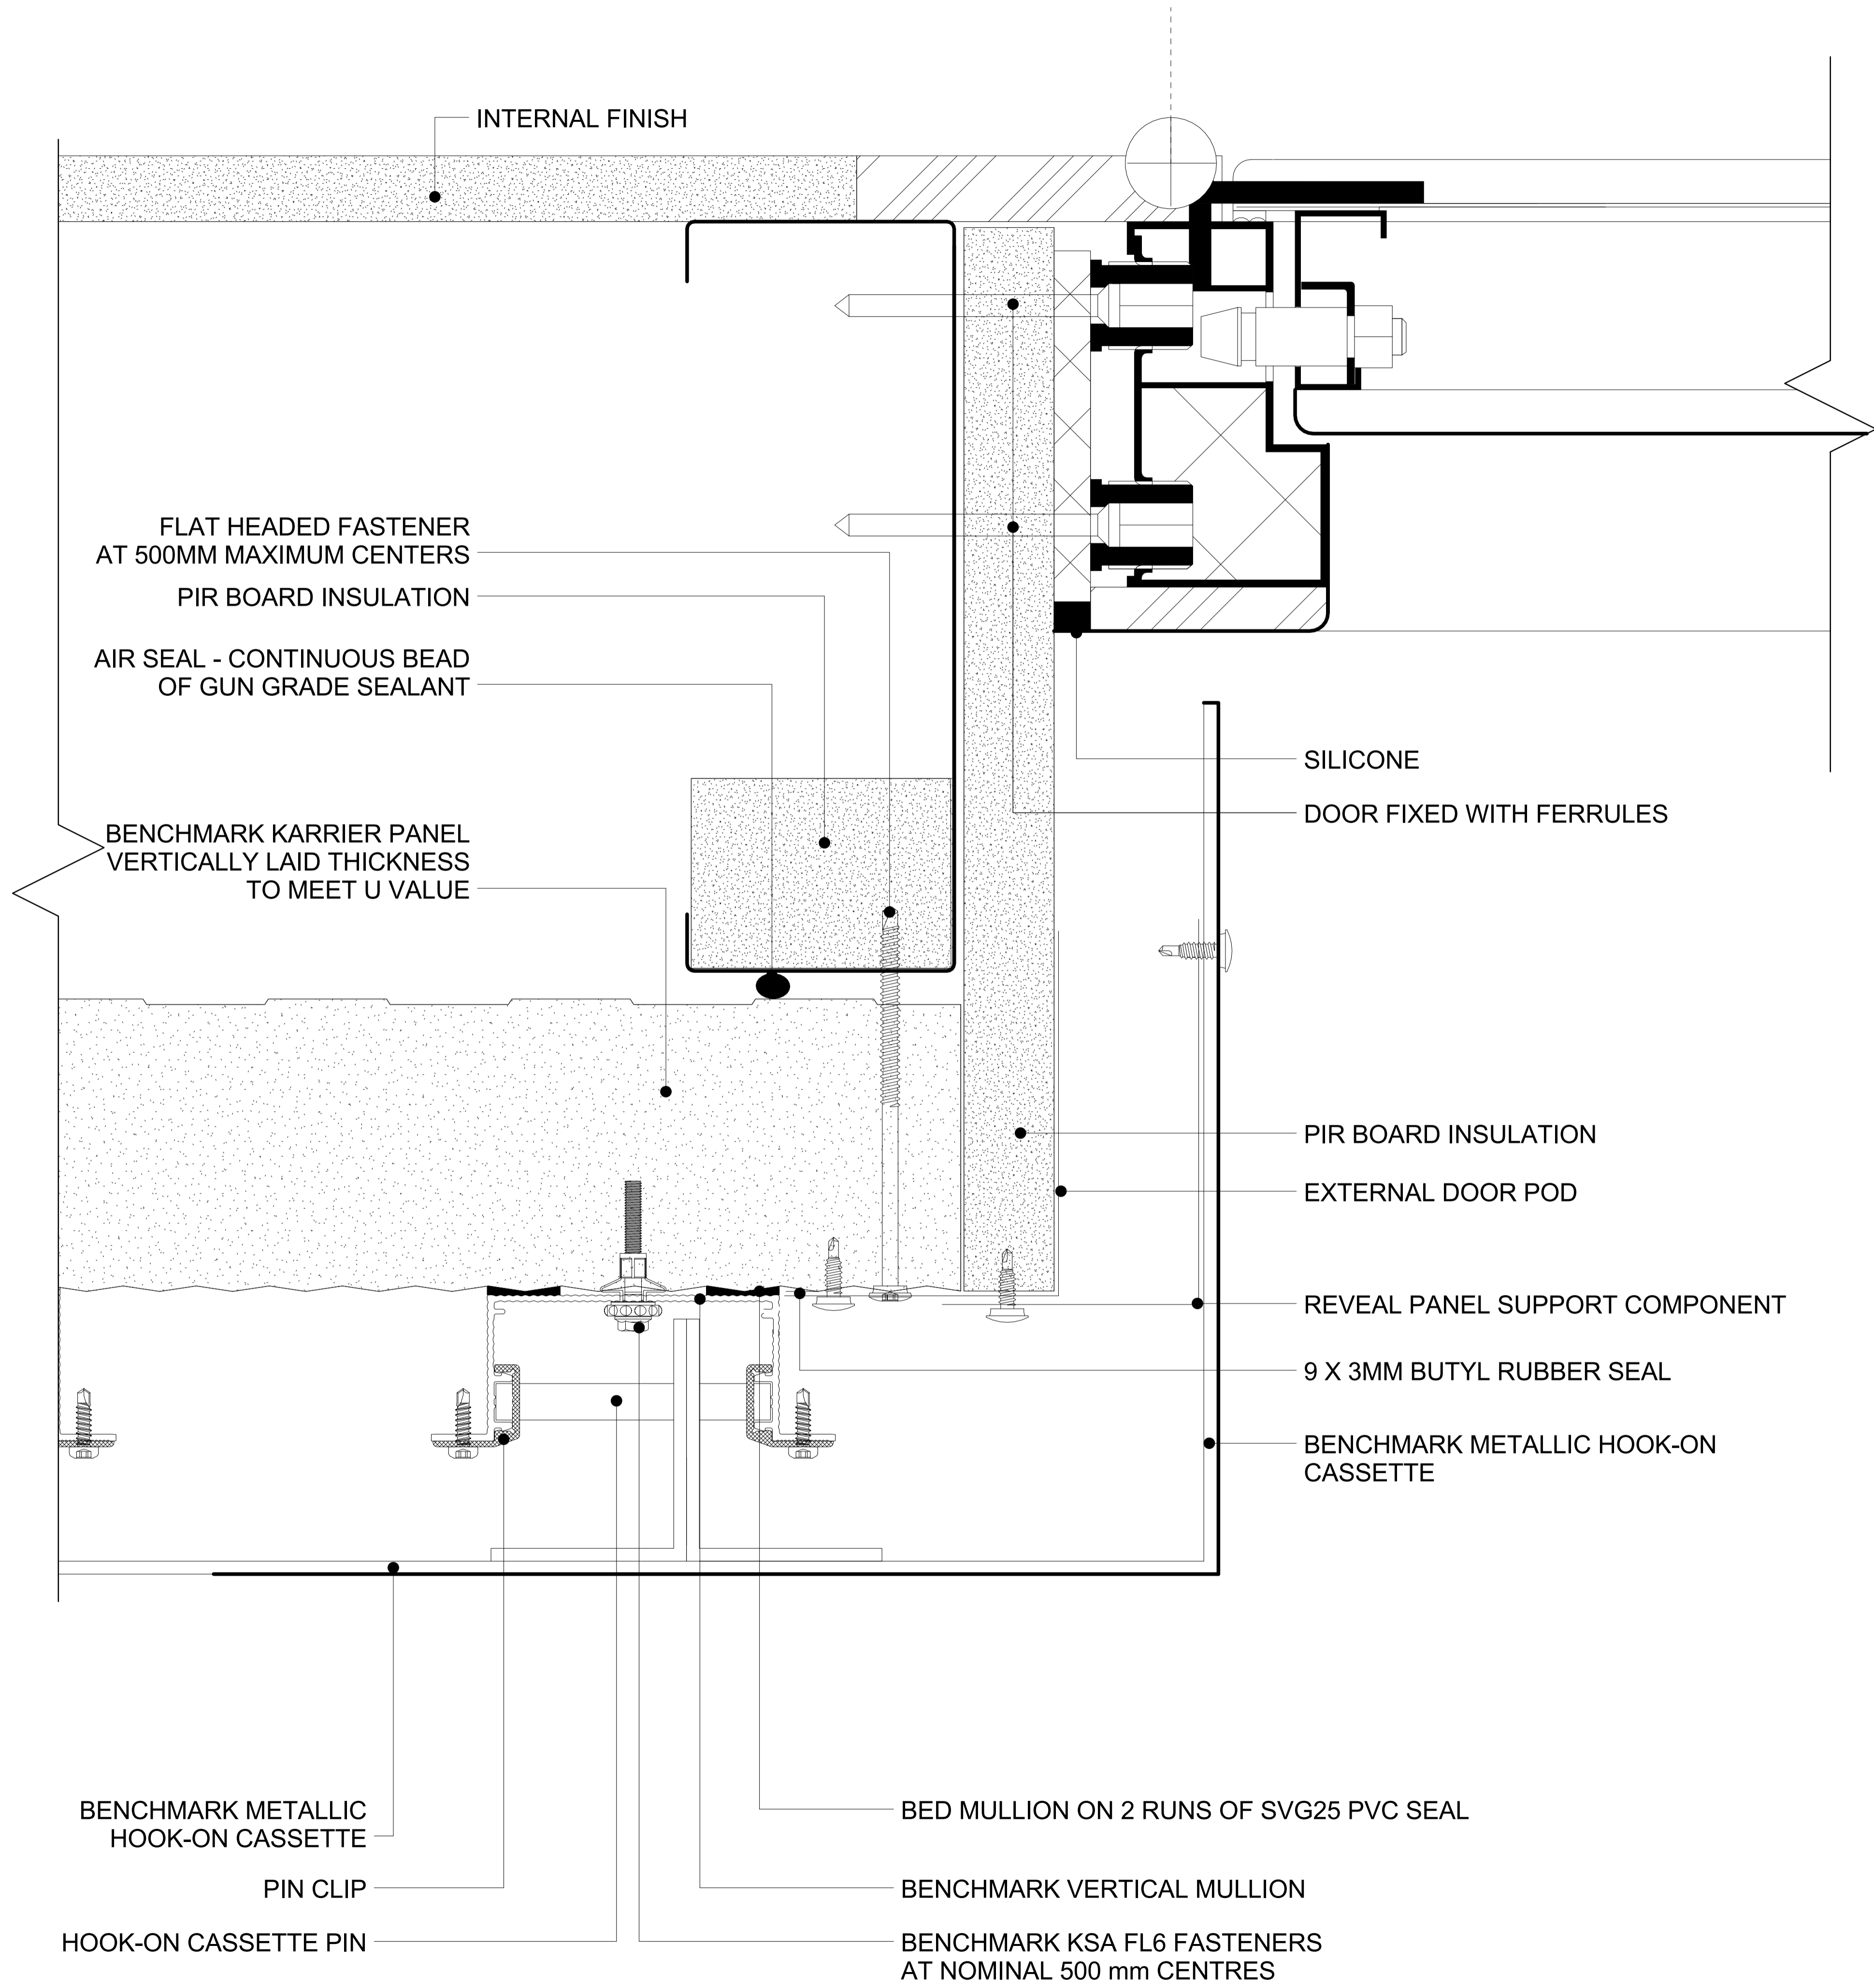 INTERNAL FINISH
FLAT HEADED FASTENER
AT 500MM MAXIMUM CENTERS
PIR BOARD INSULATION
AIR SEAL - CONTINUOUS BEAD
OF GUN GRADE SEALANT
BENCHMARK KARRIER PANEL
VERTICALLY LAID THICKNESS
TO MEET U VALUE
SILICONE
DOOR FIXED WITH FERRULES
PIR BOARD INSULATION
EXTERNAL DOOR POD
REVEAL PANEL SUPPORT COMPONENT
9 X 3MM BUTYL RUBBER SEAL
BENCHMARK METALLIC HOOK-ON
CASSETTE
BENCHMARK METALLIC
HOOK-ON CASSETTE
PIN CLIP
HOOK-ON CASSETTE PIN
BED MULLION ON 2 RUNS OF SVG25 PVC SEAL
BENCHMARK VERTICAL MULLION
BENCHMARK KSA FL6 FASTENERS
AT NOMINAL 500 mm CENTRES